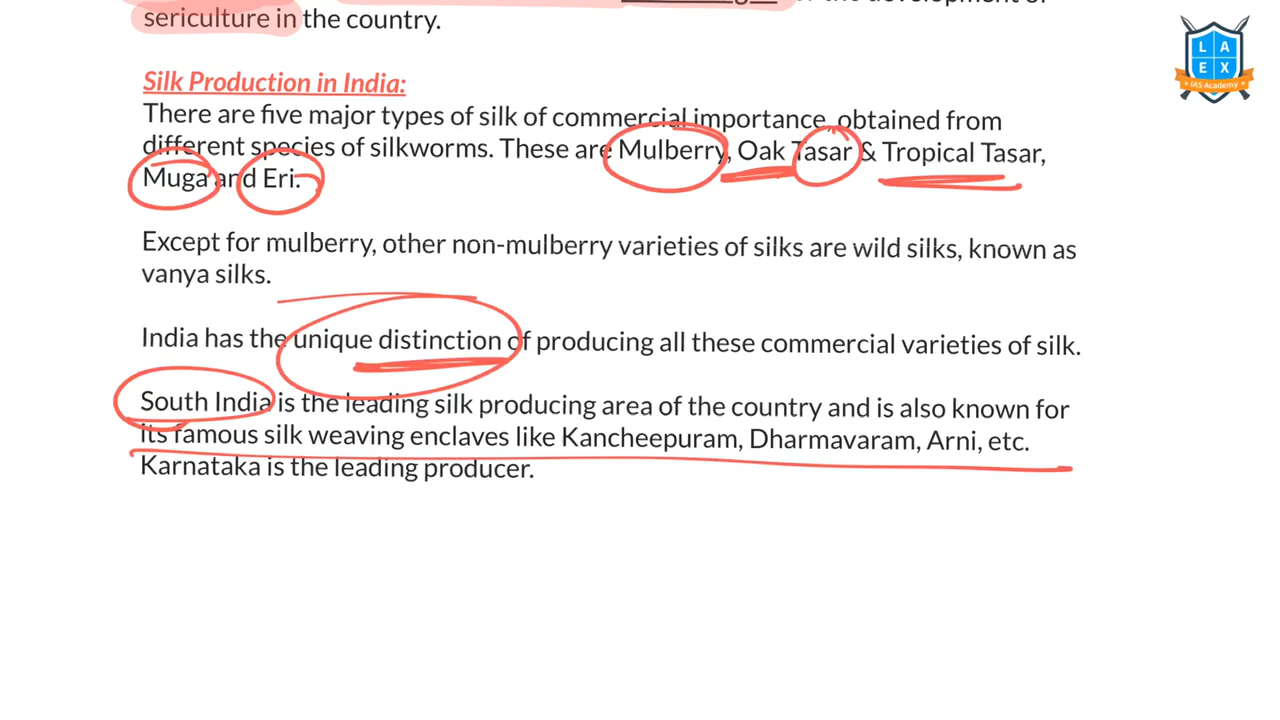 sericulture in the country.
Silk Production in India:
There are five major types of silk of commercial importance, obtained from
different species of silkworms. These are Mulberry, Oak Tasar & Tropical Tasar,
Muga and Eri.
Except for mulberry, other non-mulberry varieties of silks are wild silks, known as
vanya silks.
India has the unique distinction of producing all these commercial varieties of silk.
South India is the leading silk producing area of the country and is also known for
its famous silk weaving enclaves like Kancheepuram, Dharmavaram, Arni, etc.
Karnataka is the leading producer.
L A
E X
IAS Academy